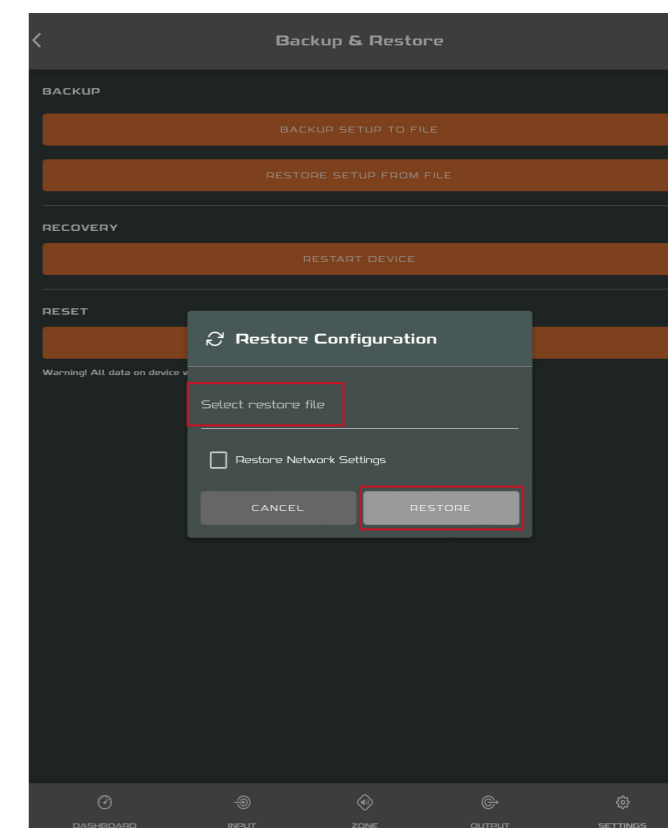 Backup & Restore
BACKUP
BACKUP SETUP TO FILE
RESTORE SETUP FROM FILE
RECOVERY
RESTART DEVICE
RESET
Restore Configuration
Warning! All data on device
Select restore file
Restore Network Settings
CANCEL
RESTORE
DASHBOARD
INPUT
ZONE
OUTPUT
SETTINGS